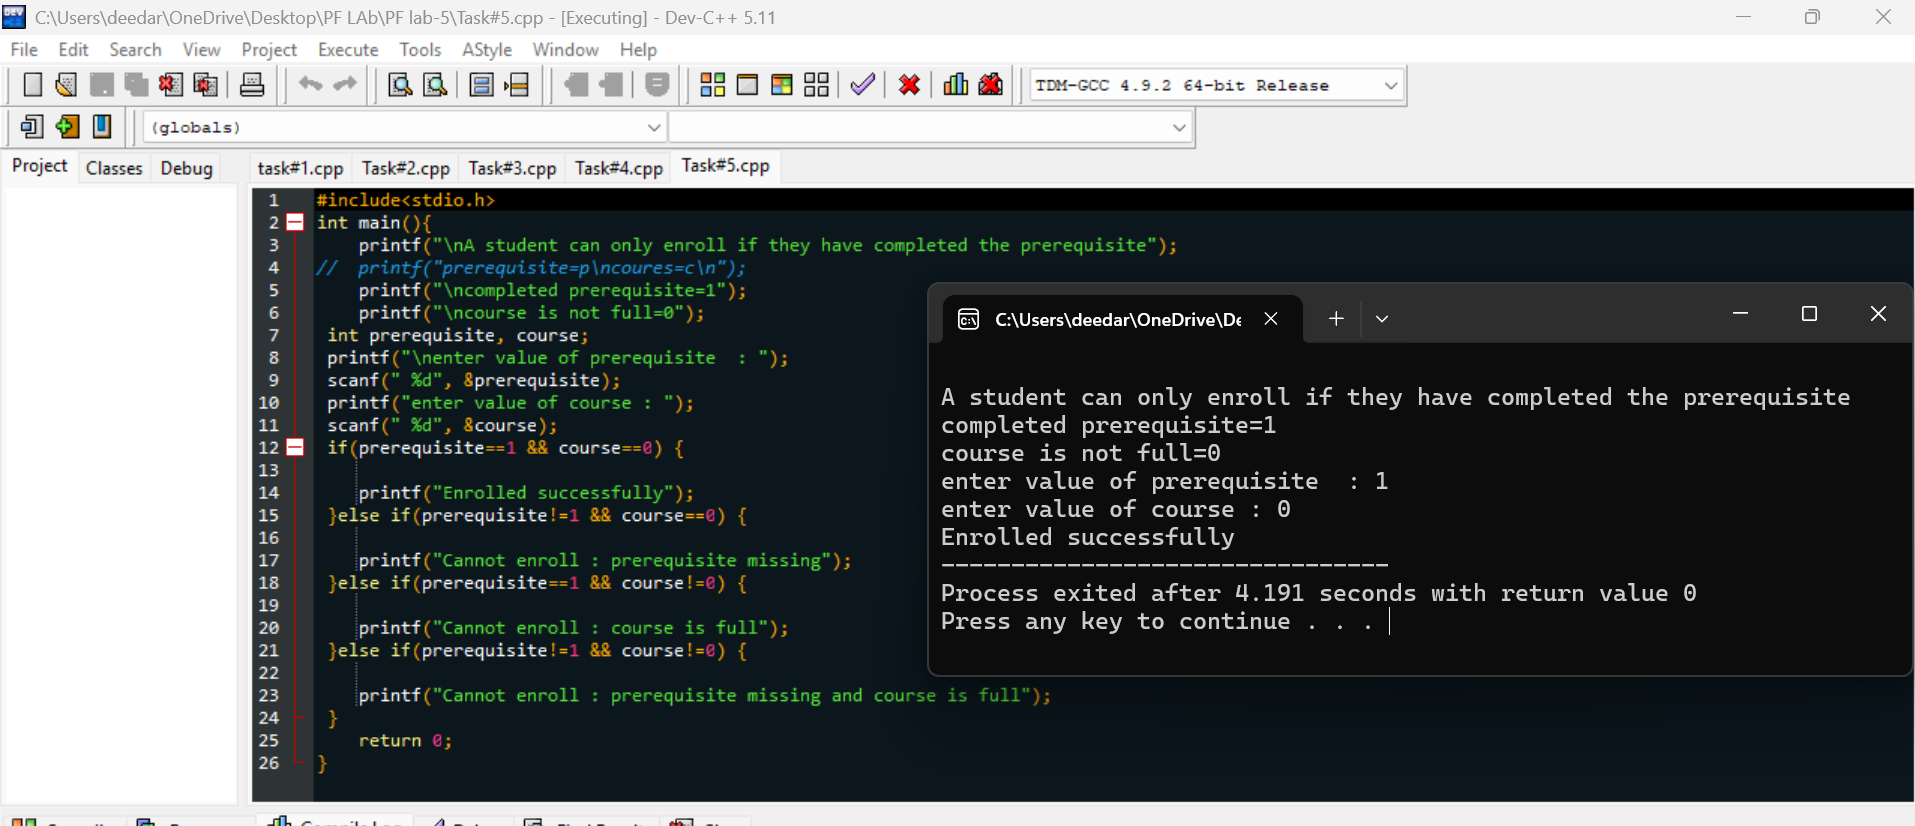 C:\Users\deedar\OneDrive\Desktop\PF LAb\PF lab-5\Task#5.cpp - [Executing] - Dev-C++ 5.11
File Edit Search View Project Execute Tools AStyle Window Help
TDM-GCC 4.9.2 64-bit Release
(globals)
Project Classes Debug
task#1.cpp Task#2.cpp Task#3.cpp Task#4.cpp Task#5.cpp
1 #include<stdio.h>
2 int main(){
3 printf("\nA student can only enroll if they have completed the prerequisite");
4 // printf("prerequisite=p\ncoures=c\n");
5 printf("\ncompleted prerequisite=1");
6 printf("\ncourse is not full=0");
7 int prerequisite, course;
8 printf("\nenter value of prerequisite  : ");
9 scanf(" %d", &prerequisite);
10 printf("enter value of course : ");
11 scanf(" %d", &course);
12 if(prerequisite==1 && course==0) {
13
14 printf("Enrolled successfully");
15 }else if(prerequisite!=1 && course==0) {
16
17 printf("Cannot enroll : prerequisite missing");
18 }else if(prerequisite==1 && course!=0) {
19
20 printf("Cannot enroll : course is full");
21 }else if(prerequisite!=1 && course!=0) {
22
23 printf("Cannot enroll : prerequisite missing and course is full");
24 }
25 return 0;
26 }
C:\Users\deedar\OneDrive\De
A student can only enroll if they have completed the prerequisite
completed prerequisite=1
course is not full=0
enter value of prerequisite  : 1
enter value of course : 0
Enrolled successfully
--------------------------------
Process exited after 4.191 seconds with return value 0
Press any key to continue . . .